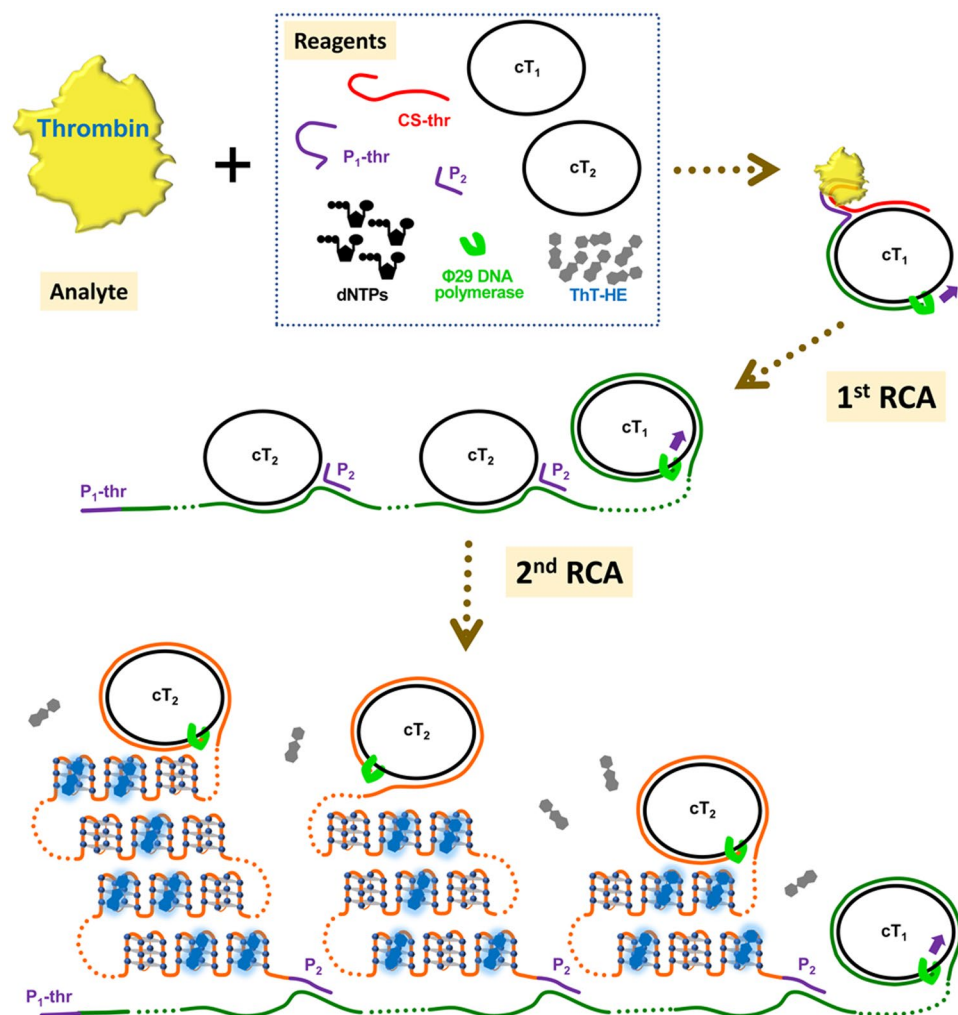 Reagents
cT₁
Thrombin
CS-thr
P₁-thr
P₂
cT₂
+
Analyte
dNTPs
Φ29 DNA
polymerase
ThT-HE
cT₁
1st RCA
cT₂
P₂
cT₂
P₂
cT₁
P₁-thr
2nd RCA
cT₂
cT₂
cT₂
cT₁
P₂
P₂
P₂
P₁-thr